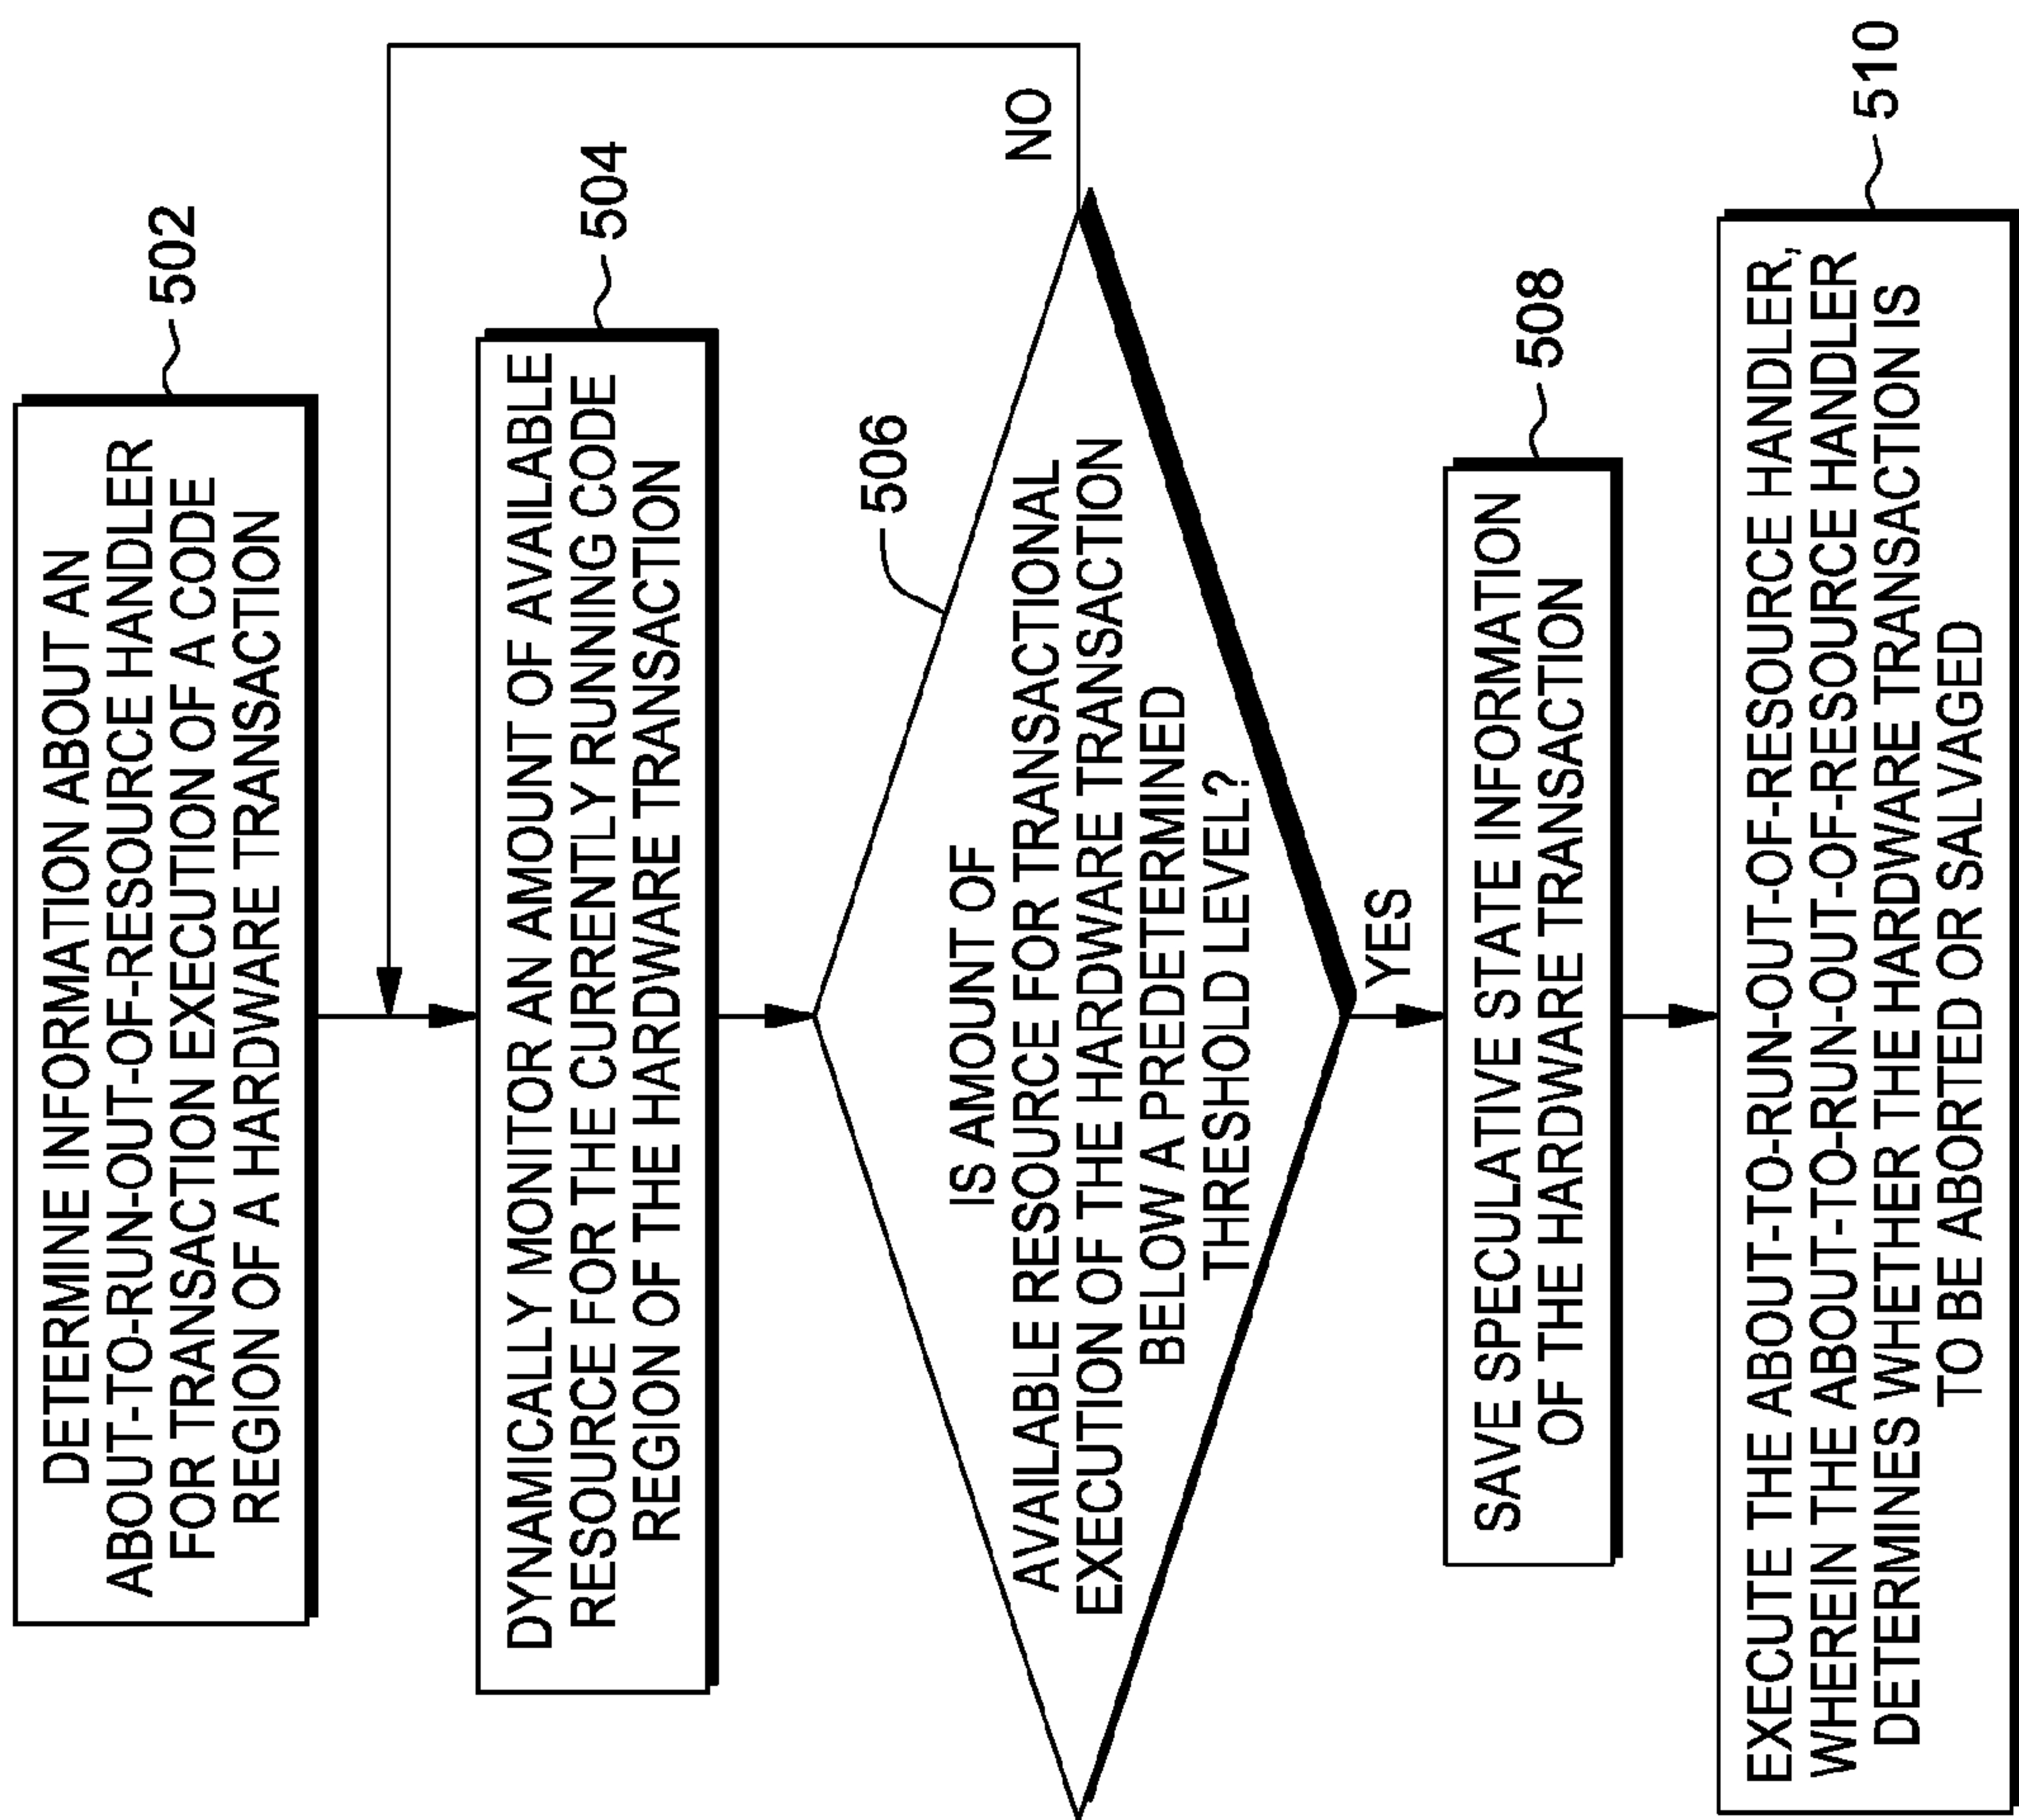 DETERMINE INFORMATION ABOUT AN
ABOUT-TO-RUN-OUT-OF-RESOURCE HANDLER
FOR TRANSACTION EXECUTION OF A CODE
REGION OF A HARDWARE TRANSACTION
502
DYNAMICALLY MONITOR AN AMOUNT OF AVAILABLE
RESOURCE FOR THE CURRENTLY RUNNING CODE
REGION OF THE HARDWARE TRANSACTION
504
506
IS AMOUNT OF
AVAILABLE RESOURCE FOR TRANSACTIONAL
EXECUTION OF THE HARDWARE TRANSACTION
BELOW A PREDETERMINED
THRESHOLD LEVEL?
NO
YES
SAVE SPECULATIVE STATE INFORMATION
OF THE HARDWARE TRANSACTION
508
EXECUTE THE ABOUT-TO-RUN-OUT-OF-RESOURCE HANDLER,
WHEREIN THE ABOUT-TO-RUN-OUT-OF-RESOURCE HANDLER
DETERMINES WHETHER THE HARDWARE TRANSACTION IS
TO BE ABORTED OR SALVAGED
510